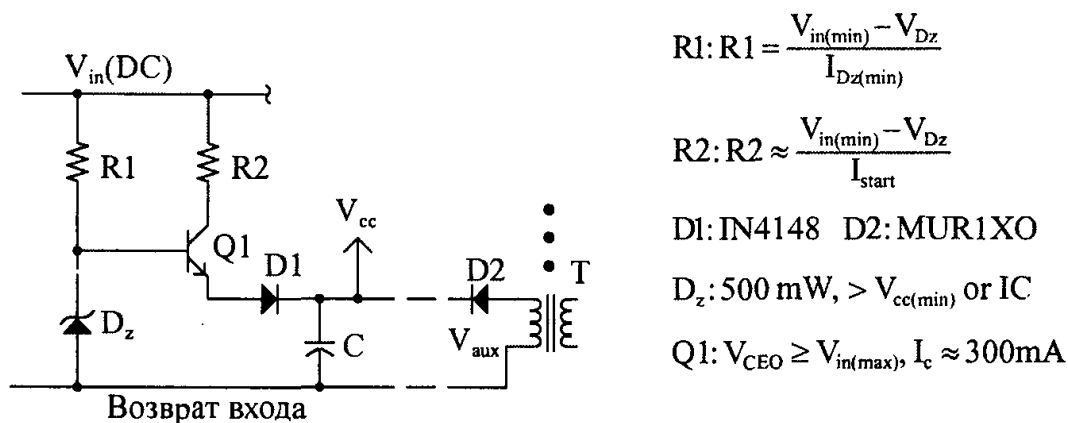 V_in(DC)
R1
R2
Q1
D1
V_cc
D2
T
D_z
C
V_aux
Возврат входа
R1: R1 = (V_in(min) − V_Dz) / I_Dz(min)
R2: R2 ≈ (V_in(min) − V_Dz) / I_start
D1: IN4148 D2: MUR1XO
D_z: 500 mW, > V_cc(min) or IC
Q1: V_CEO ≥ V_in(max), I_c ≈ 300mA